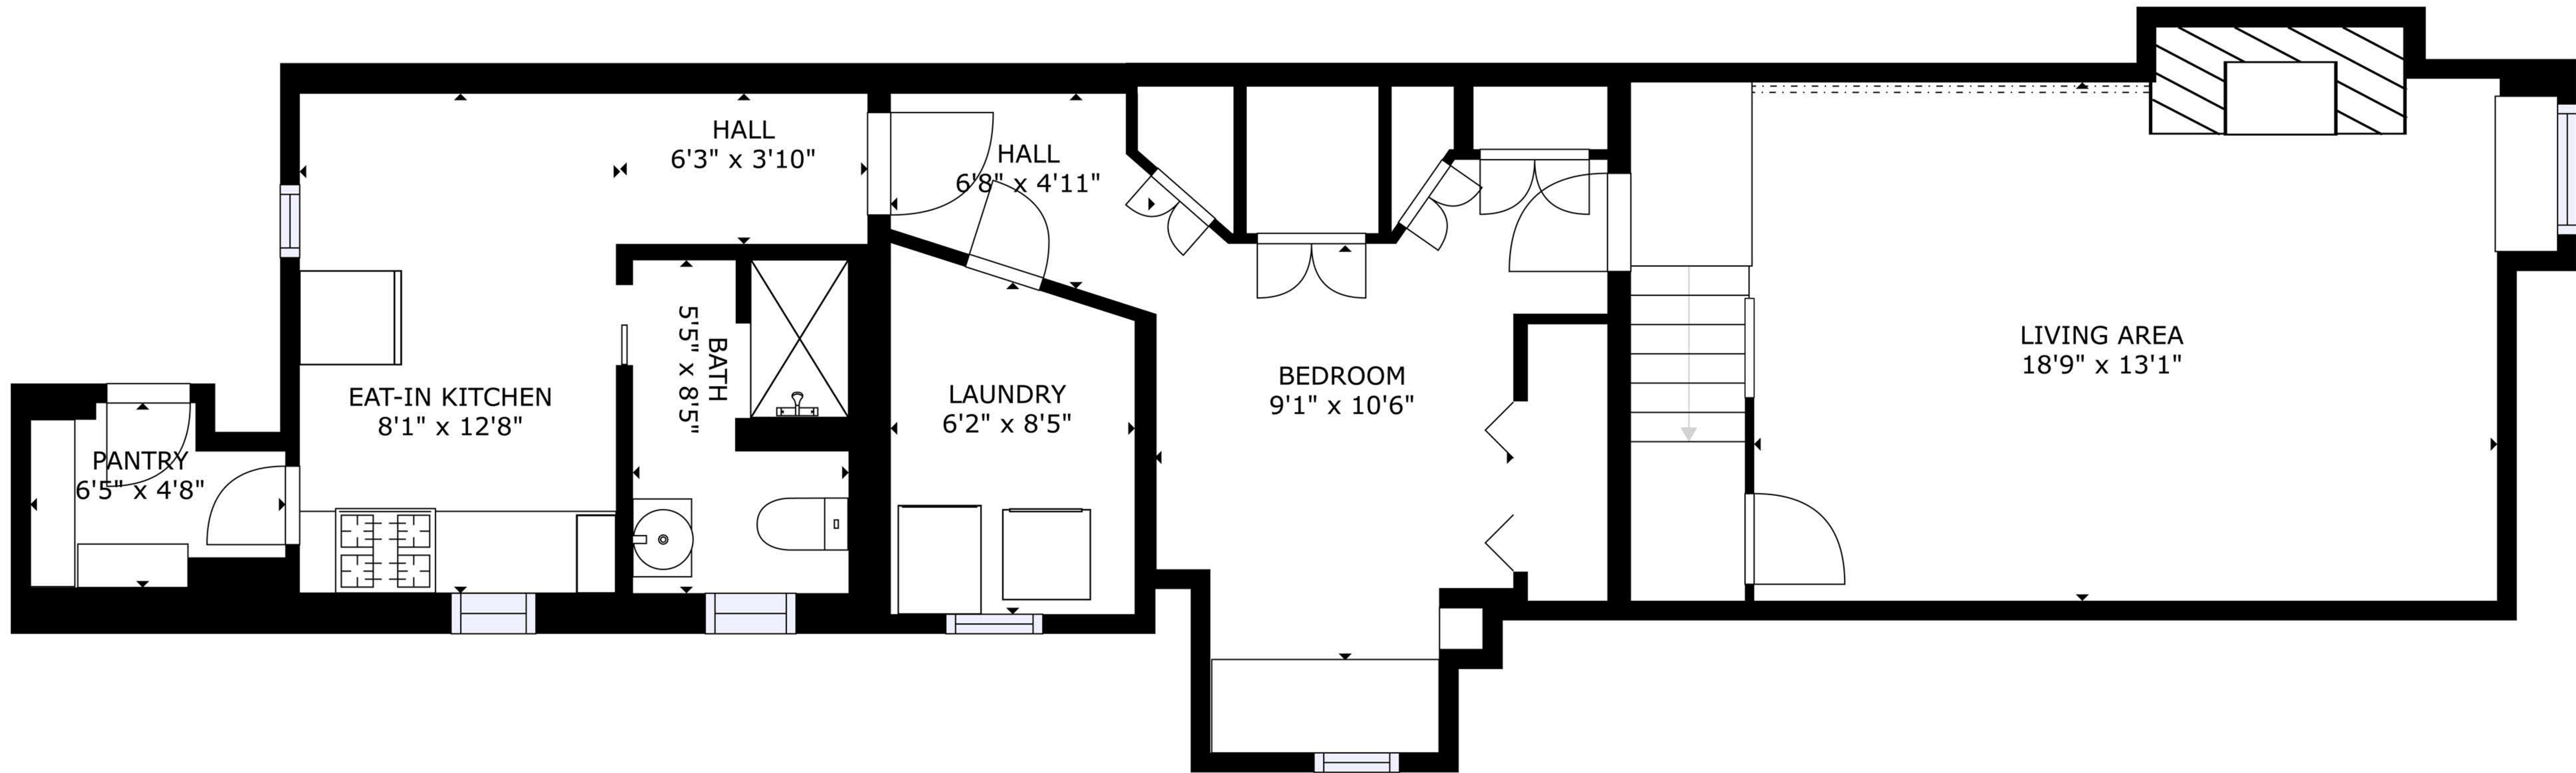 HALL
6'3" x 3'10"
HALL
6'8" x 4'11"
BATH
5'5" x 8'5"
LIVING AREA
18'9" x 13'1"
BEDROOM
9'1" x 10'6"
LAUNDRY
6'2" x 8'5"
EAT-IN KITCHEN
8'1" x 12'8"
PANTRY
6'5" x 4'8"